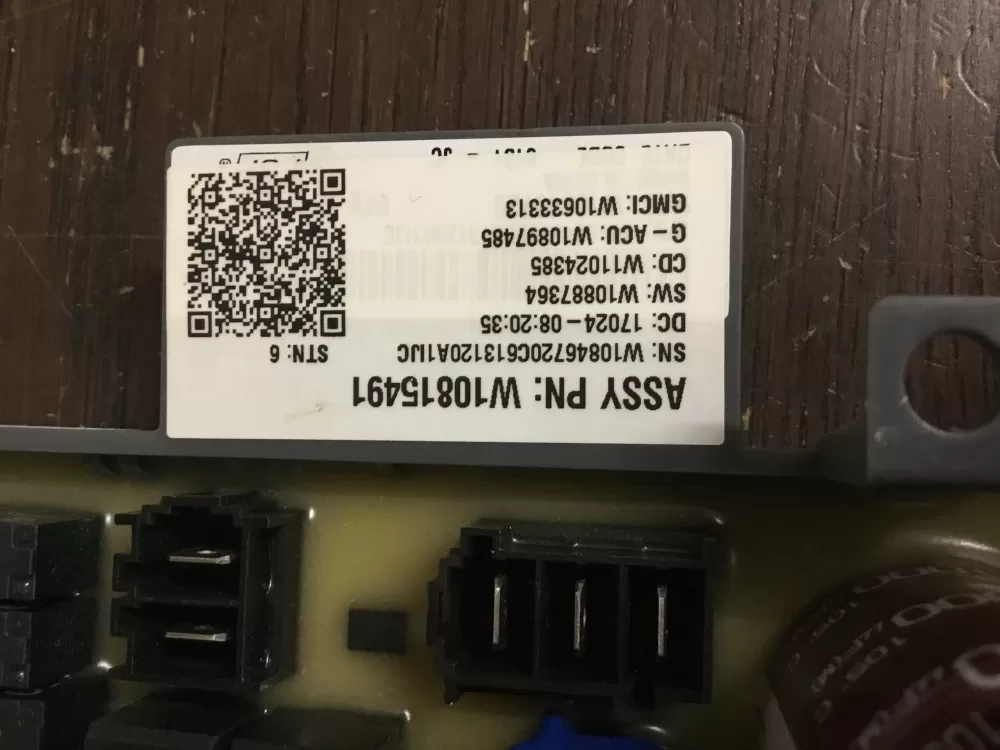 ASSY PN: W10815491
SN: W10846720C613120A1IJC
STN: 6
DC: 17024-08:20:35
SW: W10887364
CD: W11024385
G-ACU: W10897485
GMCI: W10633313